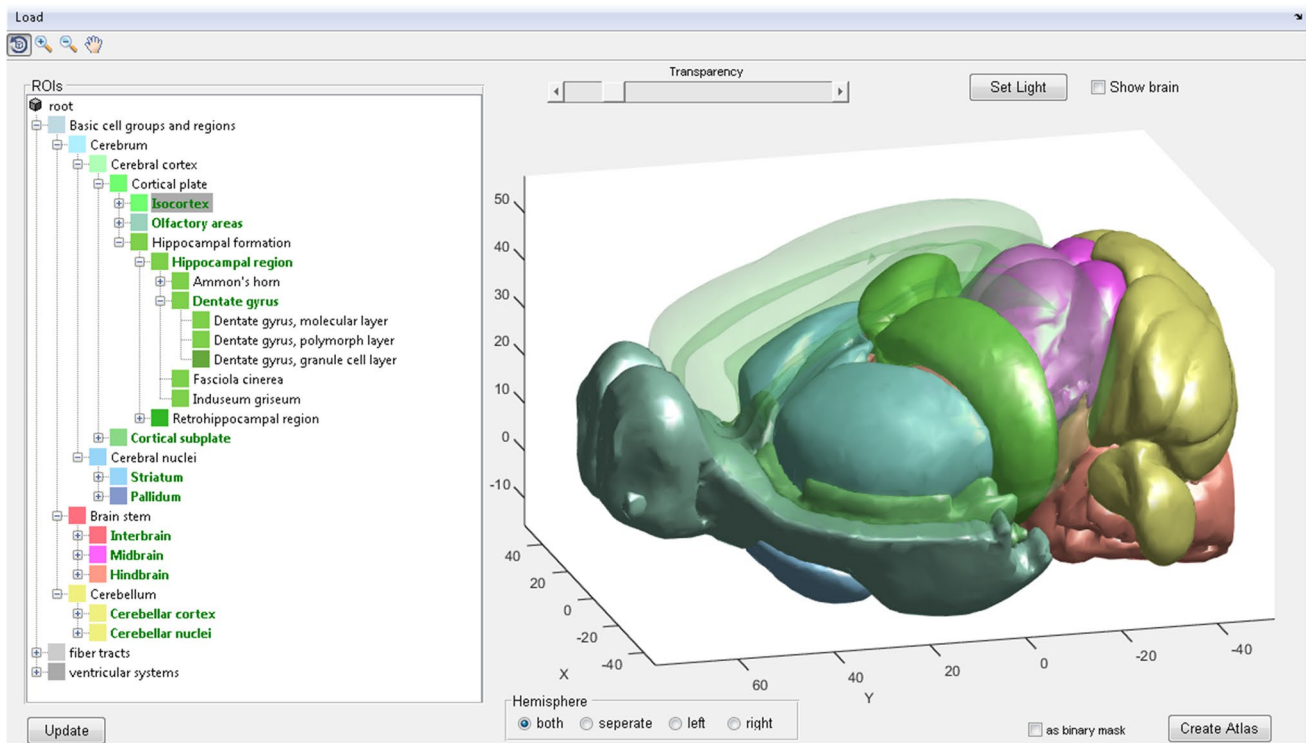 Load
Transparency
Set Light
Show brain
ROIs
root
Basic cell groups and regions
Cerebrum
Cerebral cortex
Cortical plate
Isocortex
Olfactory areas
Hippocampal formation
Hippocampal region
Ammon's horn
Dentate gyrus
Dentate gyrus, molecular layer
Dentate gyrus, polymorph layer
Dentate gyrus, granule cell layer
Fasciola cinerea
Induseum griseum
Retrohippocampal region
Cortical subplate
Cerebral nuclei
Striatum
Pallidum
Brain stem
Interbrain
Midbrain
Hindbrain
Cerebellum
Cerebellar cortex
Cerebellar nuclei
fiber tracts
ventricular systems
Update
50
40
30
20
10
0
-10
40
20
0
-20
-40
X
60
40
20
0
-20
-40
Y
Hemisphere
both seperate left right
as binary mask
Create Atlas